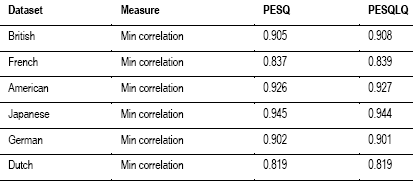 Dataset Measure PESQ PESQLQ
British Min correlation 0.905 0.908
French Min correlation 0.837 0.839
American Min correlation 0.926 0.927
Japanese Min correlation 0.945 0.944
German Min correlation 0.902 0.901
Dutch Min correlation 0.819 0.819